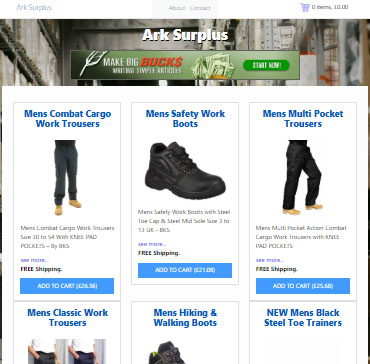 Ark Surplus
About Contact
0 items, £0.00
Ark Surplus
MAKE BIG BUCKS
WRITING SIMPLE ARTICLES
START NOW!
Mens Combat Cargo
Work Trousers
Mens Combat Cargo Work Trousers
Size 30 to 54 With KNEE PAD
POCKETS – By BKS
see more...
FREE Shipping.
ADD TO CART (£26.56)
Mens Safety Work
Boots
Mens Safety Work Boots with Steel
Toe Cap & Steel Mid Sole Size 3 to
13 UK – BKS
see more...
FREE Shipping.
ADD TO CART (£21.08)
Mens Multi Pocket
Trousers
Mens Multi Pocket Action Combat
Cargo Work Trousers with KNEE
PAD POCKETS
see more...
FREE Shipping.
ADD TO CART (£25.68)
Mens Classic Work
Trousers
Mens Hiking &
Walking Boots
NEW Mens Black
Steel Toe Trainers